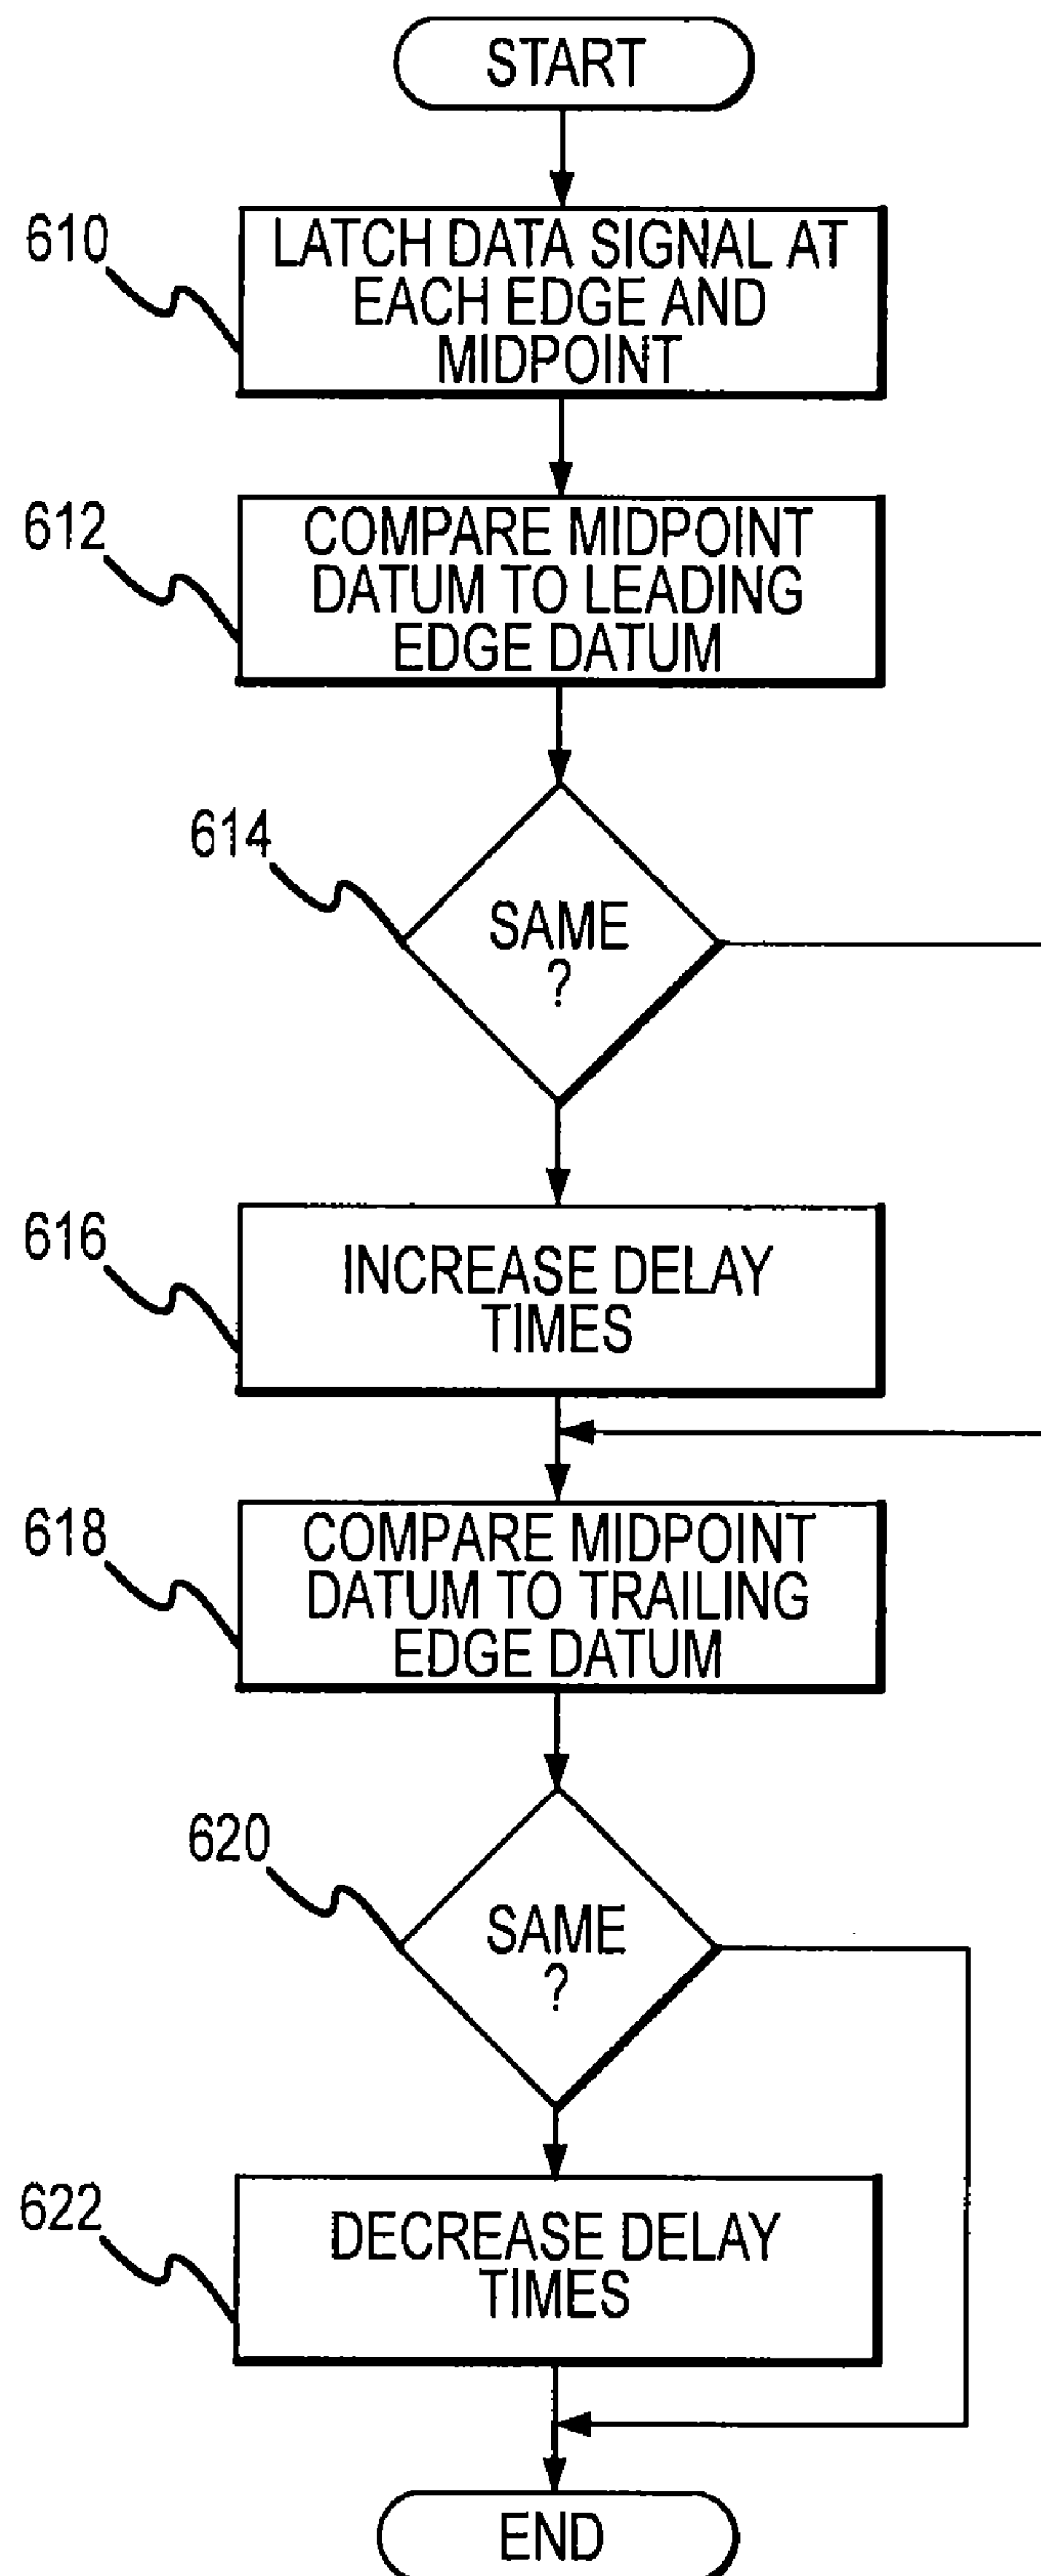 START
610
LATCH DATA SIGNAL AT
EACH EDGE AND
MIDPOINT
612
COMPARE MIDPOINT
DATUM TO LEADING
EDGE DATUM
614
SAME
?
616
INCREASE DELAY
TIMES
618
COMPARE MIDPOINT
DATUM TO TRAILING
EDGE DATUM
620
SAME
?
622
DECREASE DELAY
TIMES
END